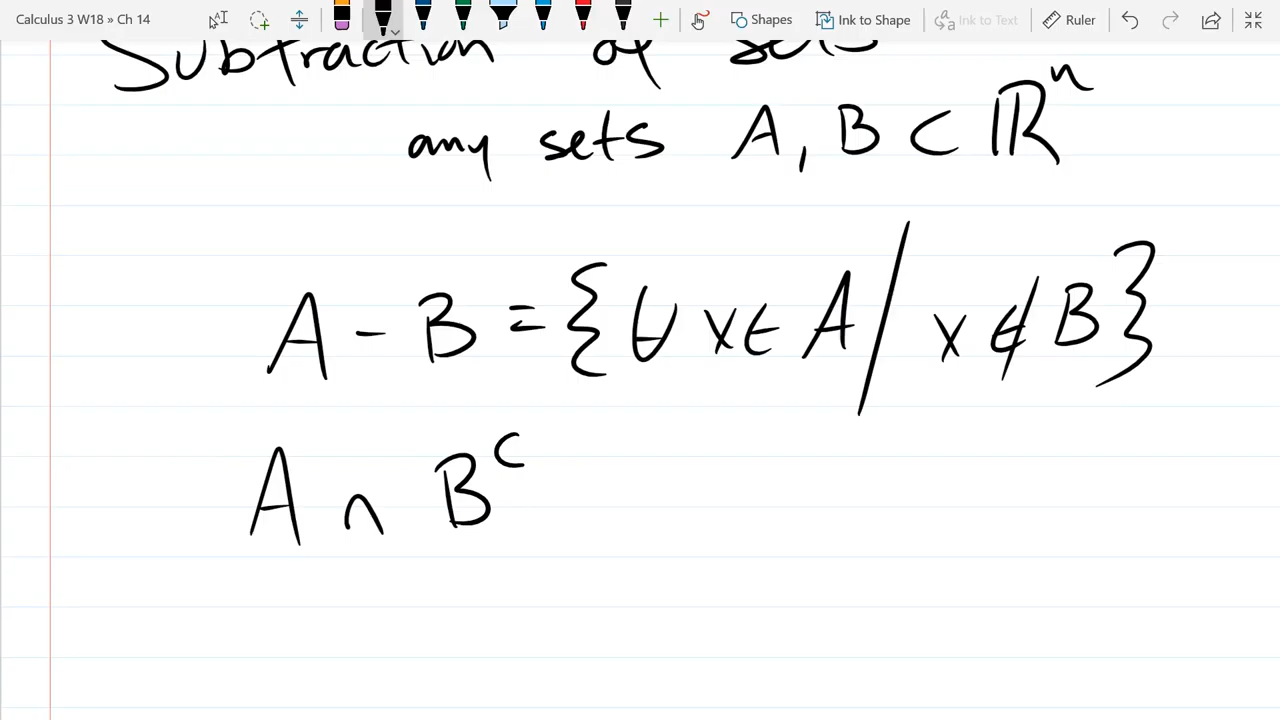 Calculus 3 W18 » Ch 14
Shapes
Ink to Shape
Ink to Text
Ruler
Subtraction of sets
any sets A, B ⊂ ℝⁿ
A - B = {∀ x ∈ A / x ∉ B}
A ∩ Bᶜ